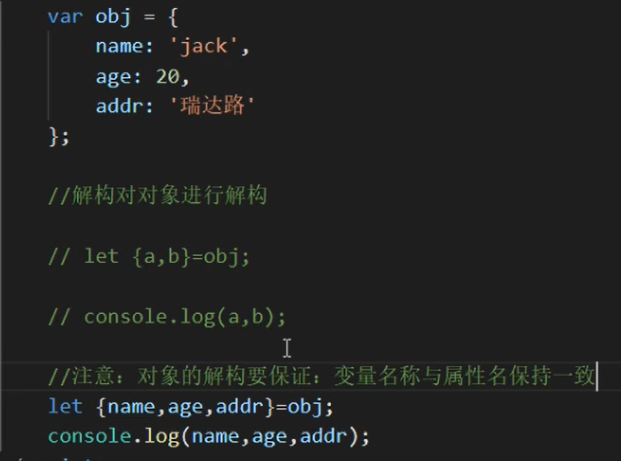 var obj = {
name: 'jack',
age: 20,
addr: '瑞达路'
};
//解构对对象进行解构
// let {a,b}=obj;
// console.log(a,b);
//注意：对象的解构要保证：变量名称与属性名保持一致
let {name,age,addr}=obj;
console.log(name,age,addr);